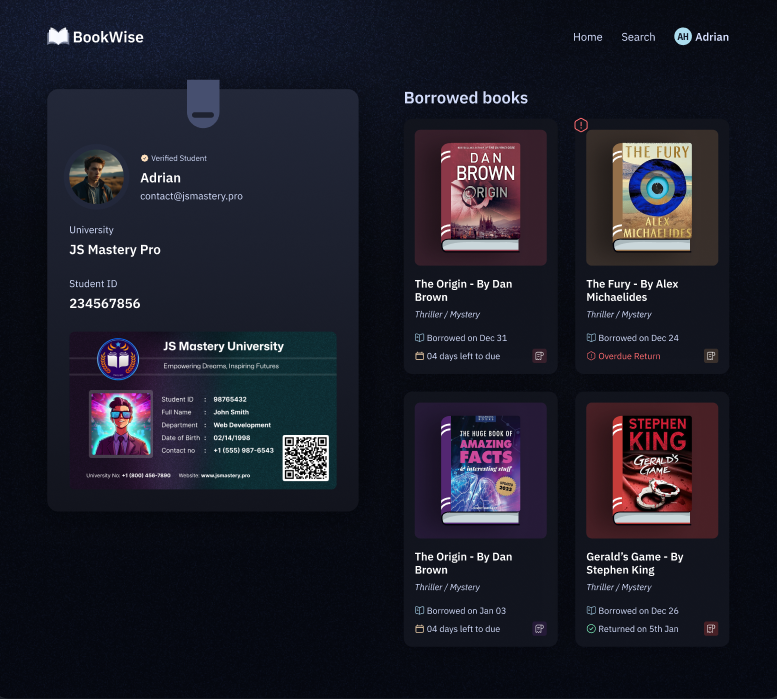 BookWise
Home
Search
AH
Adrian
Verified Student
Adrian
contact@jsmastery.pro
University
JS Mastery Pro
Student ID
234567856
JS Mastery University
Empowering Dreams, Inspiring Futures
Student ID : 98765432
Full Name : John Smith
Department : Web Development
Date of Birth : 02/14/1998
Contact no : +1 (555) 987-6543
University No: +1 (800) 456-7890 Website: www.jsmastery.pro
Borrowed books
DAN
BROWN
ORIGIN
The Origin - By Dan
Brown
Thriller / Mystery
Borrowed on Dec 31
04 days left to due
THE FURY
ALEX
MICHAELIDES
The Fury - By Alex
Michaelides
Thriller / Mystery
Borrowed on Dec 24
Overdue Return
THE HUGE BOOK OF
AMAZING
FACTS
& interesting stuff
2022
The Origin - By Dan
Brown
Thriller / Mystery
Borrowed on Jan 03
04 days left to due
STEPHEN
KING
GERALD'S
GAME
Gerald's Game - By
Stephen King
Thriller / Mystery
Borrowed on Dec 26
Returned on 5th Jan